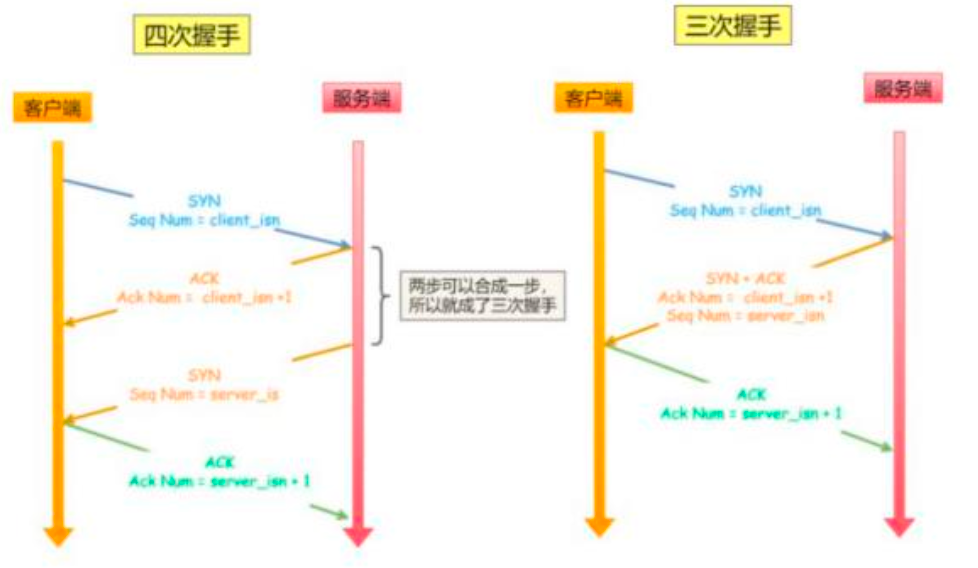 四次握手
客户端
服务端
SYN
Seq Num = client_isn
ACK
Ack Num = client_isn +1
两步可以合成一步，
所以就成了三次握手
SYN
Seq Num = server_is
ACK
Ack Num = server_isn + 1
三次握手
客户端
服务端
SYN
Seq Num = client_isn
SYN + ACK
Ack Num = client_isn +1
Seq Num = server_isn
ACK
Ack Num = server_isn + 1